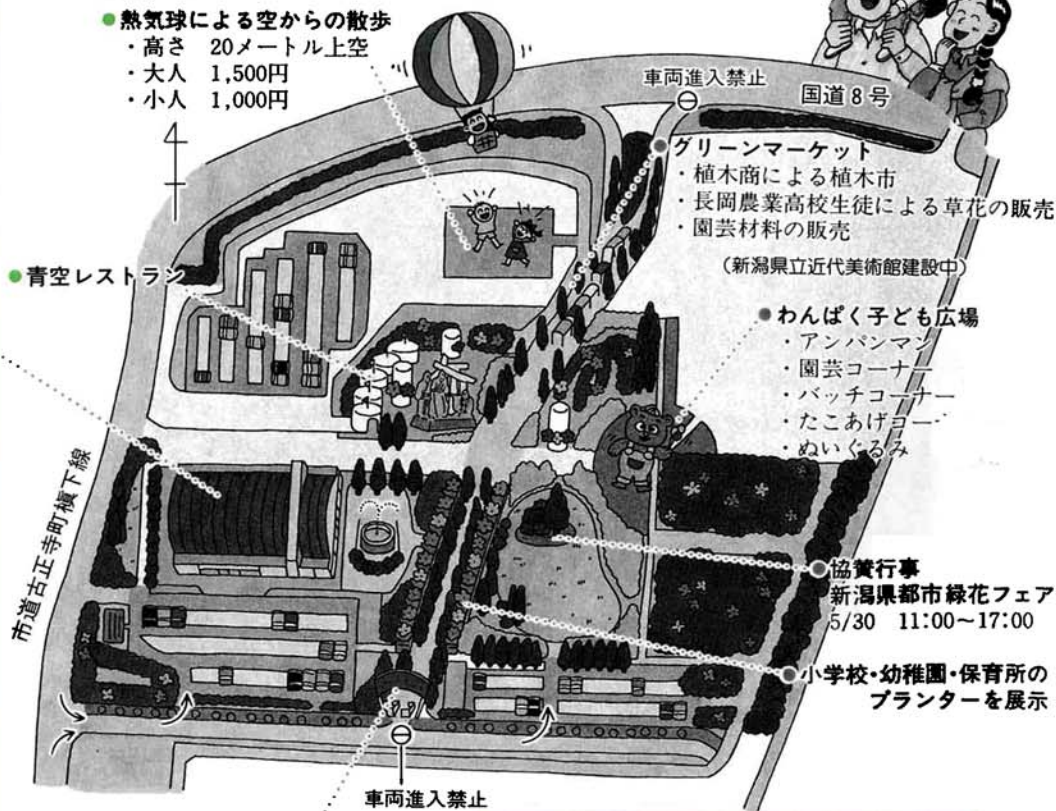 ●熱気球による空からの散歩
・高さ 20メートル上空
・大人 1,500円
・小人 1,000円
車両進入禁止
国道8号
●グリーンマーケット
・植木商による植木市
・長岡農業高校生徒による草花の販売
・園芸材料の販売
(新潟県立近代美術館建設中)
●青空レストラン
●わんぱく子ども広場
・アンパンマン
・園芸コーナー
・バッチコーナー
・たこあげコー
・ぬいぐるみ
市道古正寺町槇下線
●協賛行事
新潟県都市緑花フェア
5/30 11:00〜17:00
●小学校・幼稚園・保育所の
プランターを展示
車両進入禁止